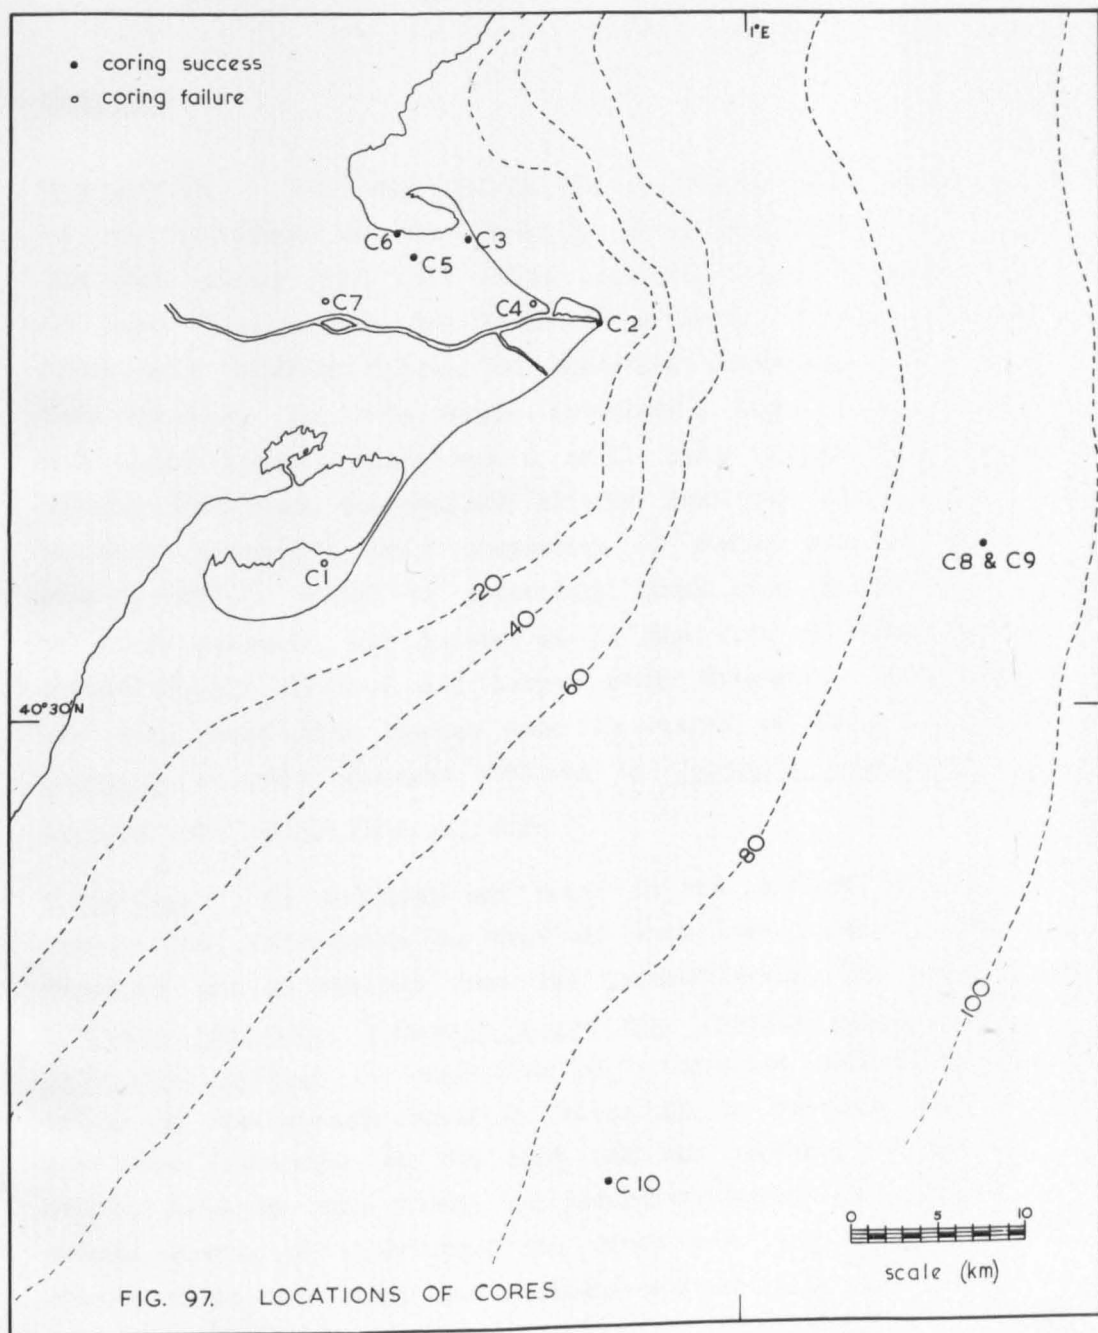 1°E
• coring success
° coring failure
C6
C3
C5
C7
C4
C2
C1
C8 & C9
20
40
60
40°30'N
80
100
C10
0 5 10
scale (km)
FIG. 97. LOCATIONS OF CORES